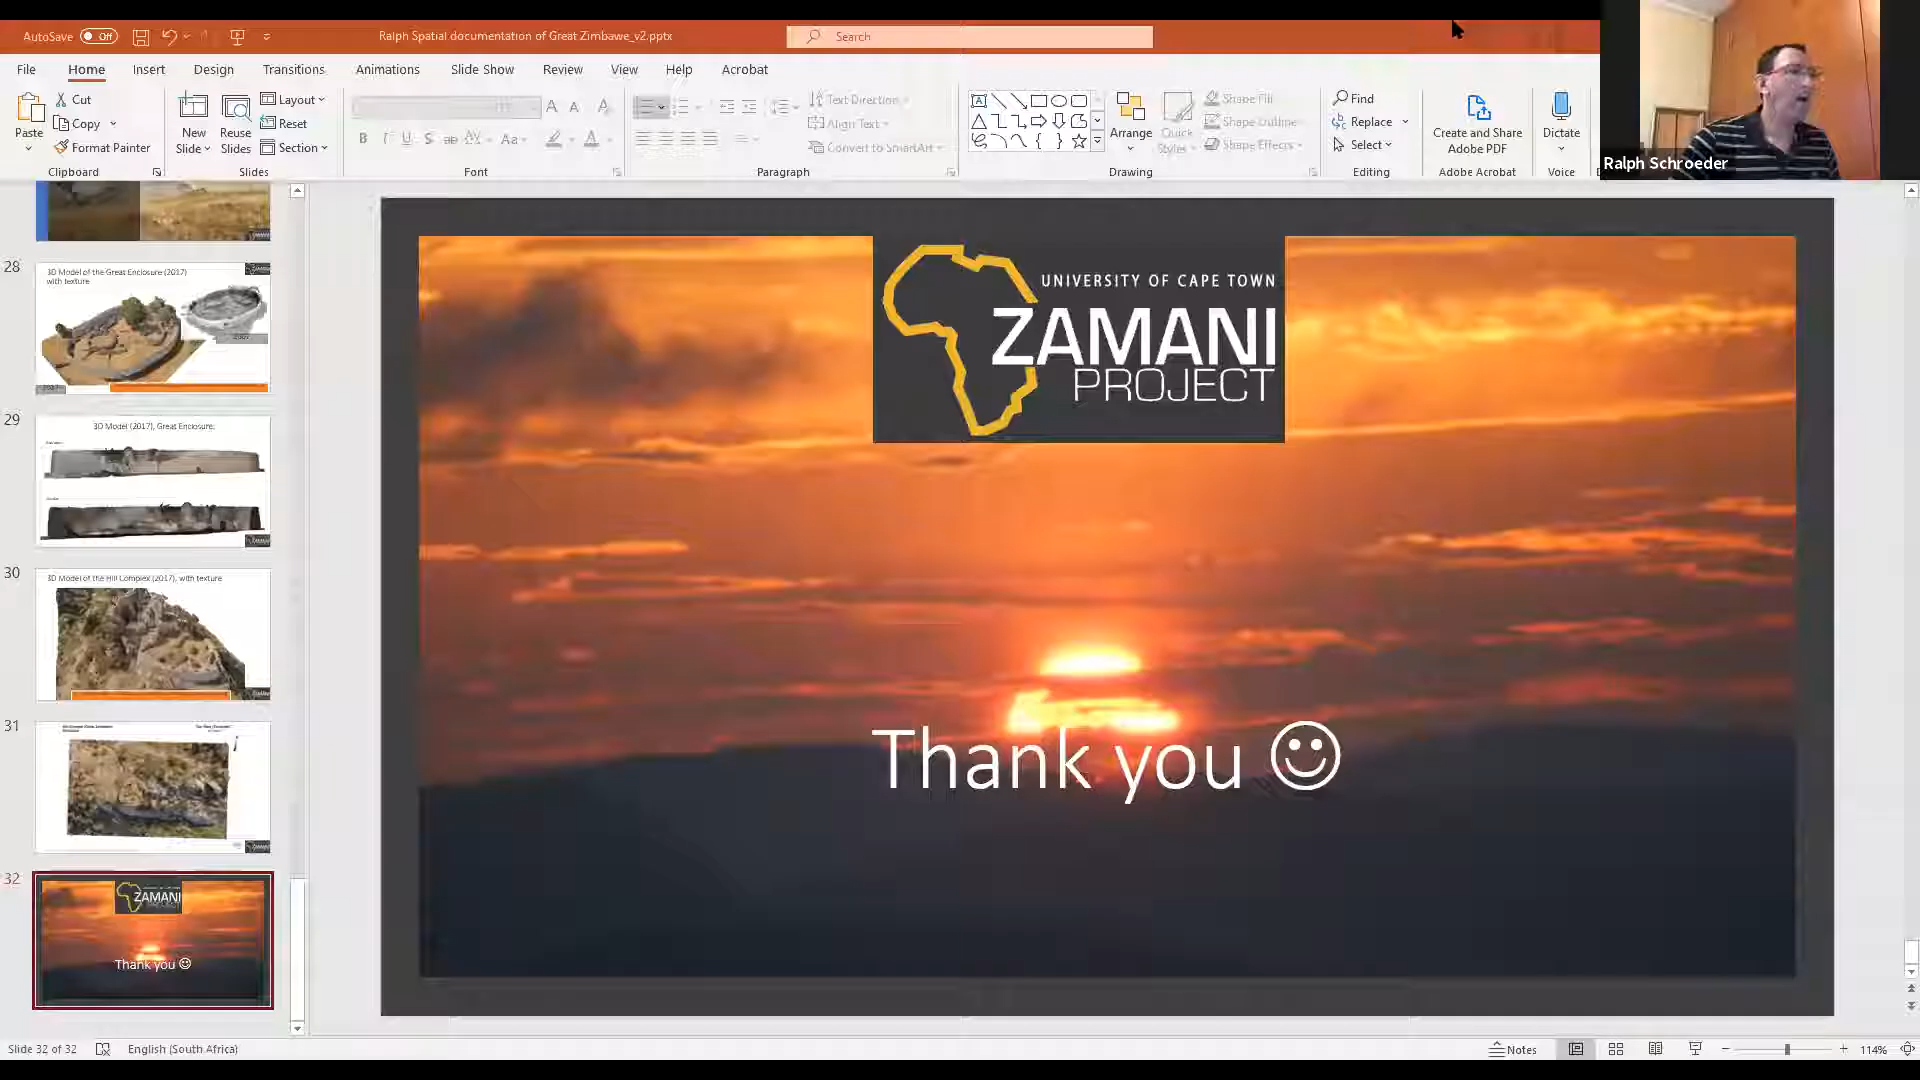 AutoSave Off
Ralph Spatial documentation of Great Zimbawe_v2.pptx
Search
File Home Insert Design Transitions Animations Slide Show Review View Help Acrobat
Paste
Cut
Copy
Format Painter
Clipboard
New Slide
Reuse Slides
Layout
Reset
Section
Slides
Font
Text Direction
Align Text
Convert to SmartArt
Paragraph
Arrange
Quick Styles
Shape Fill
Shape Outline
Shape Effects
Drawing
Find
Replace
Select
Editing
Create and Share Adobe PDF
Adobe Acrobat
Dictate
Voice
Ralph Schroeder
28
3D Model of the Great Enclosure (2017)
with texture
29
3D Model (2017), Great Enclosure.
30
3D Model of the Hill Complex (2017), with texture
31
32
ZAMANI
PROJECT
Thank you ☺
UNIVERSITY OF CAPE TOWN
ZAMANI
PROJECT
Thank you ☺
Slide 32 of 32
English (South Africa)
Notes
114%